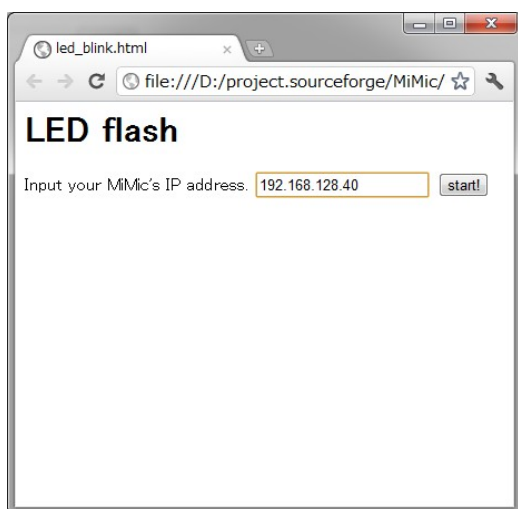 led_blink.html
file:///D:/project.sourceforge/MiMic/
LED flash
Input your MiMic's IP address. 192.168.128.40 start!